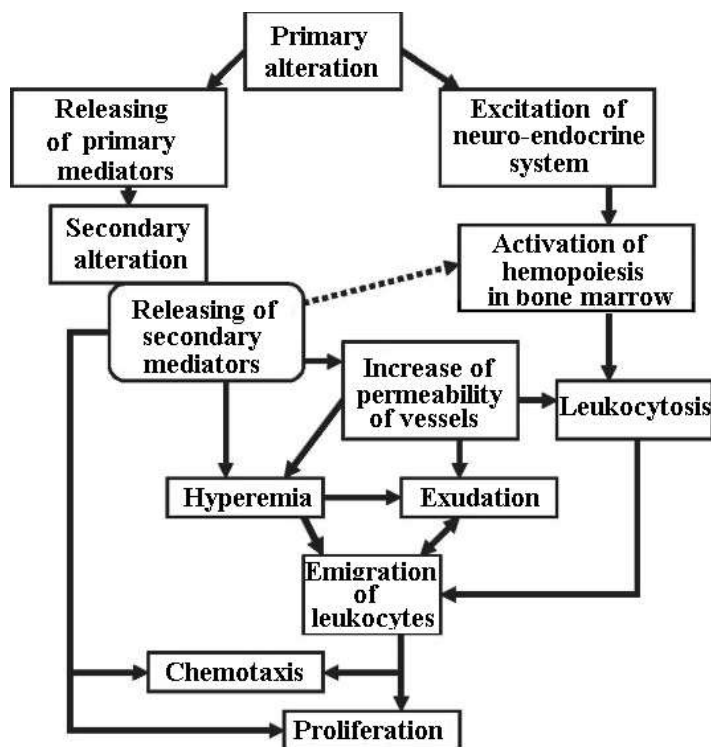 Primary
alteration
Releasing
of primary
mediators
Excitation of
neuro-endocrine
system
Secondary
alteration
Activation of
hemopoiesis
in bone marrow
Releasing of
secondary
mediators
Increase of
permeability
of vessels
Leukocytosis
Hyperemia
Exudation
Emigration
of
leukocytes
Chemotaxis
Proliferation